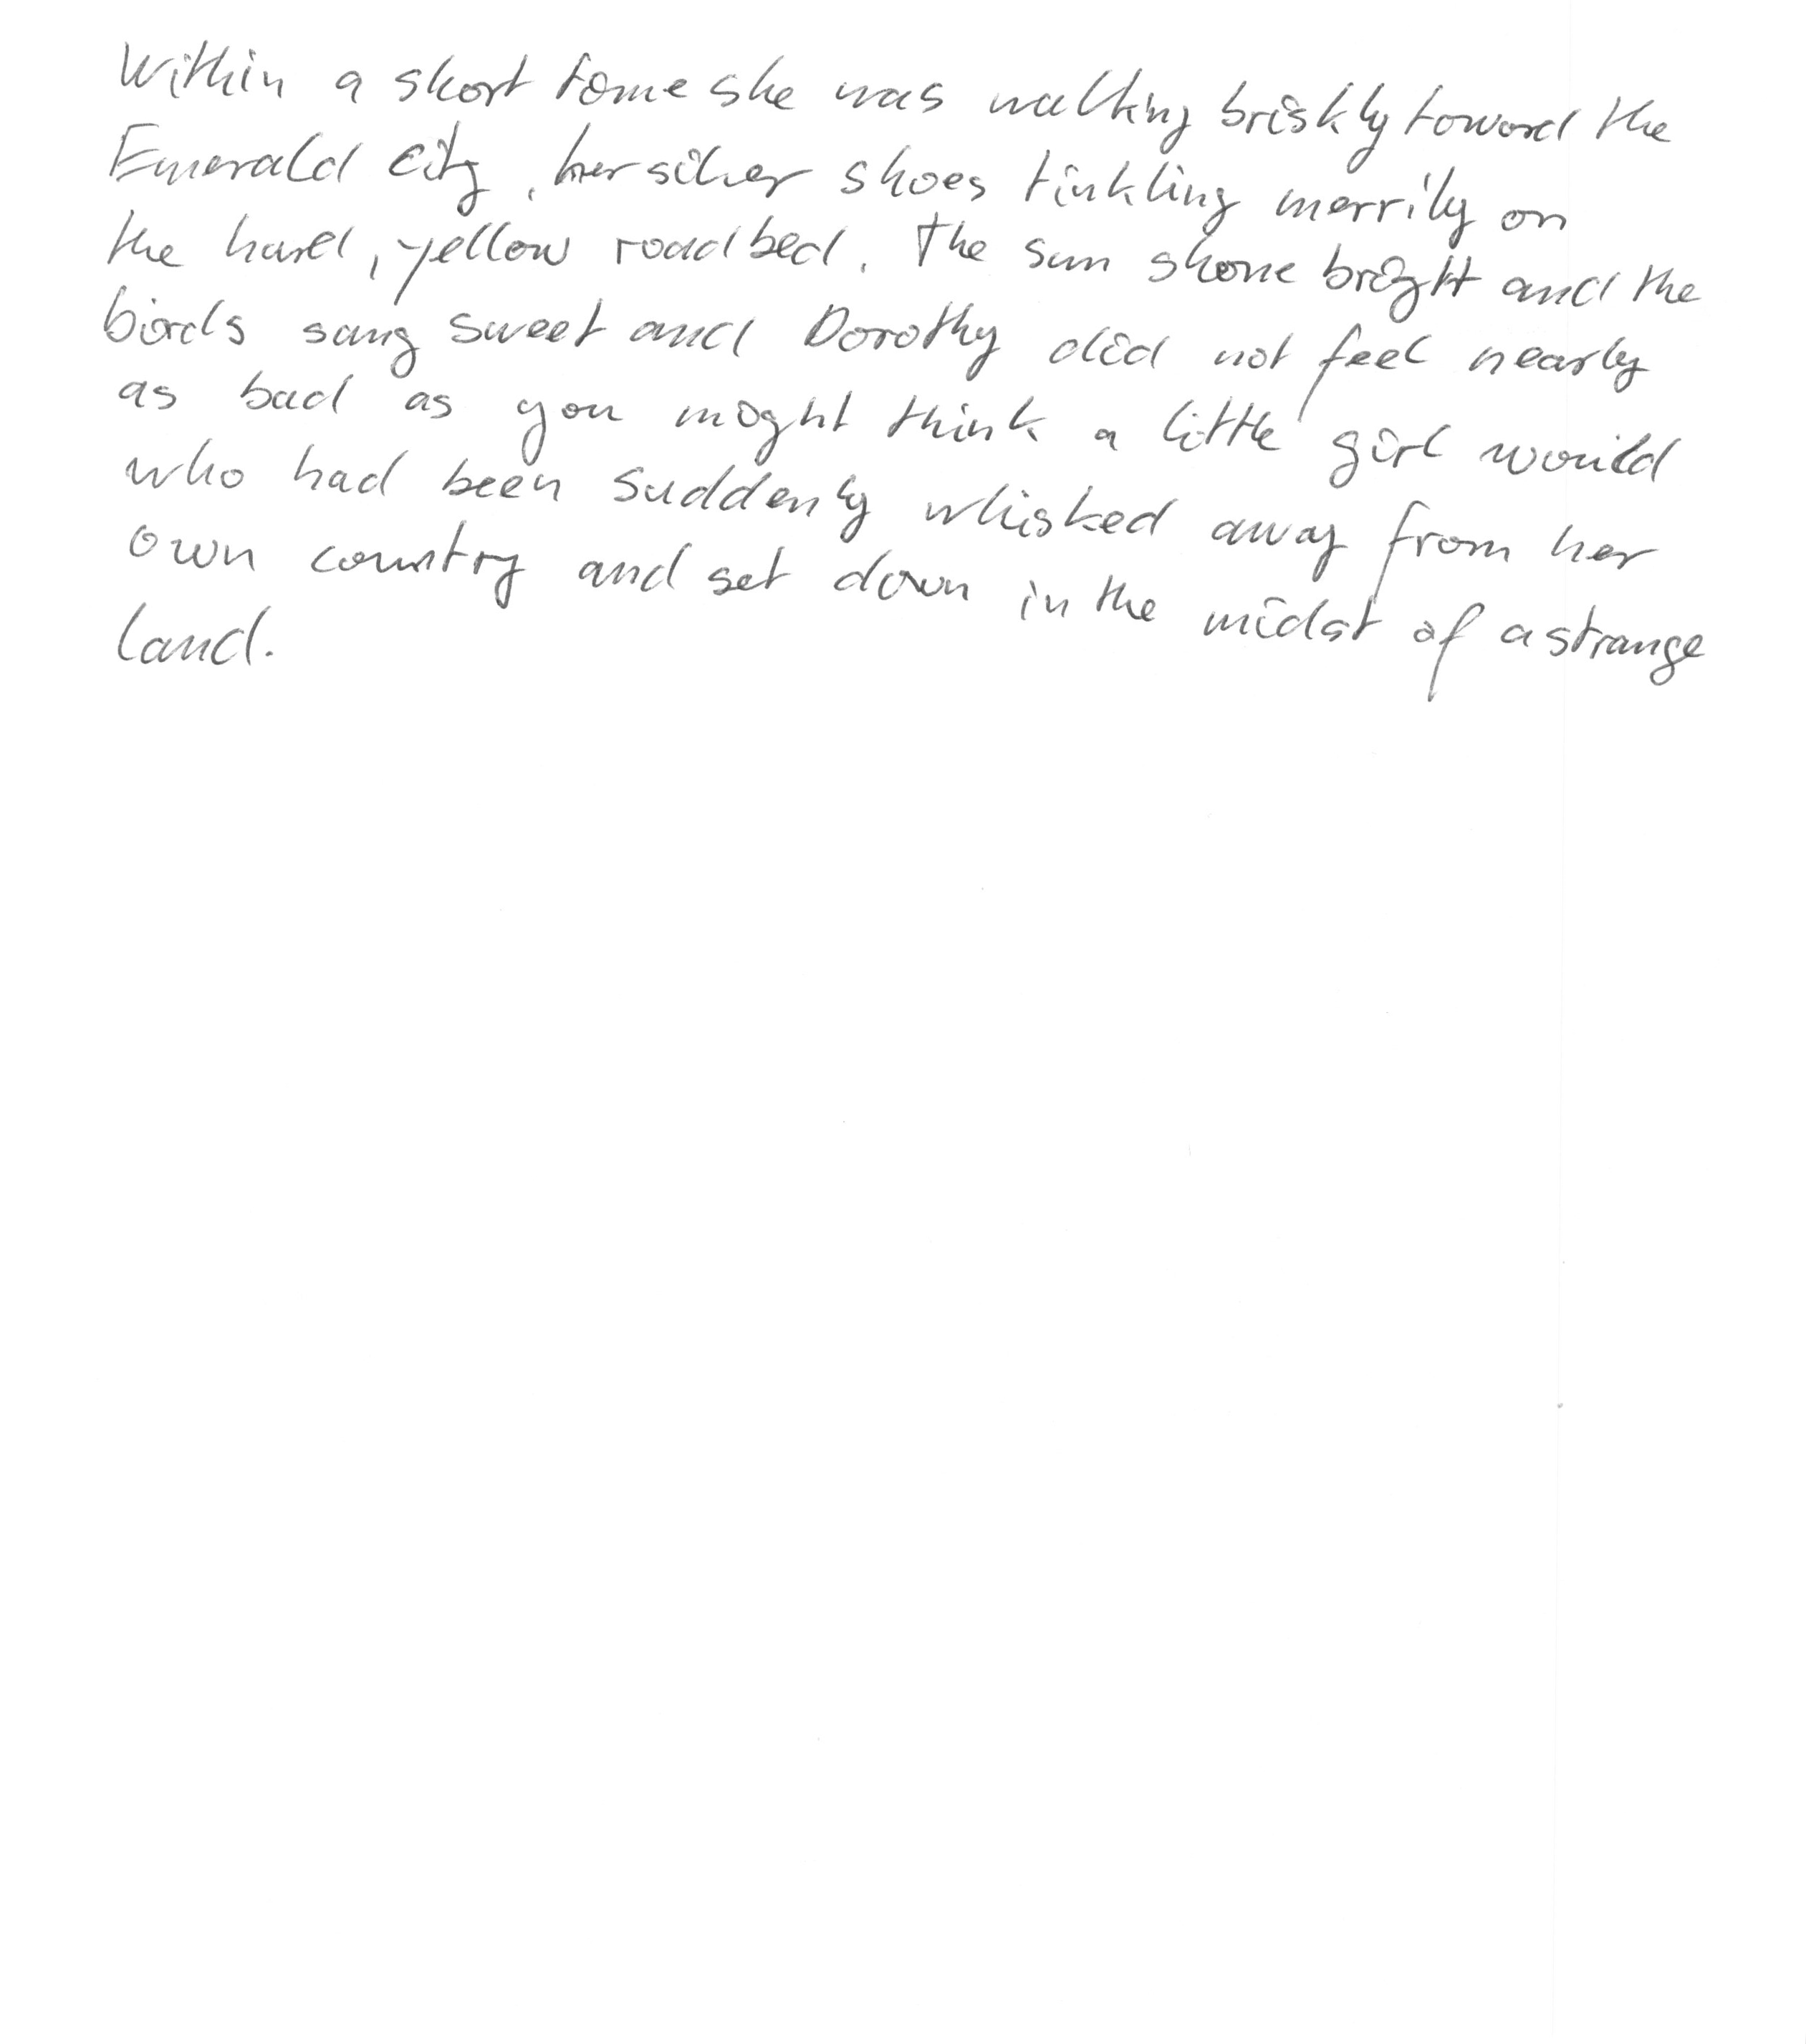 Within a short time she was walking briskly toward the
Emerald City, her silver shoes tinkling merrily on
the hard, yellow roadbed. The sun shone bright and the
birds sang sweet and Dorothy did not feel nearly
as bad as you might think a little girl would
who had been suddenly whisked away from her
own country and set down in the midst of a strange
land.